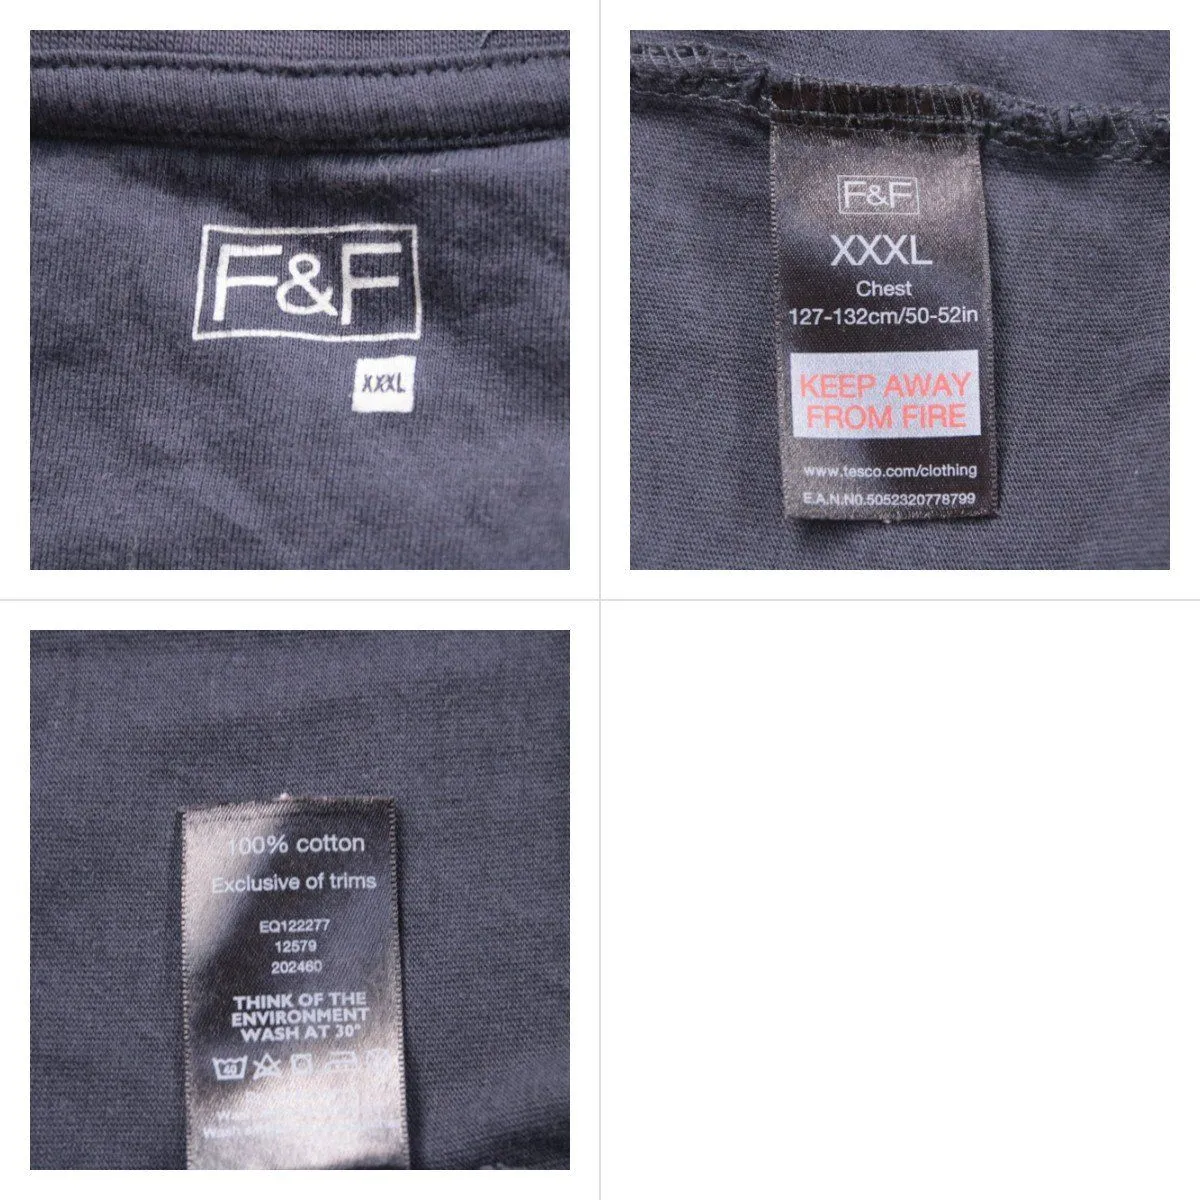 F&F
XXXL
F&F
XXXL
Chest
127-132cm/50-52in
KEEP AWAY
FROM FIRE
www.tesco.com/clothing
E.A.N.N0.5052320778799
100% cotton
Exclusive of trims
EQ122277
12579
202460
THINK OF THE
ENVIRONMENT
WASH AT 30°
40